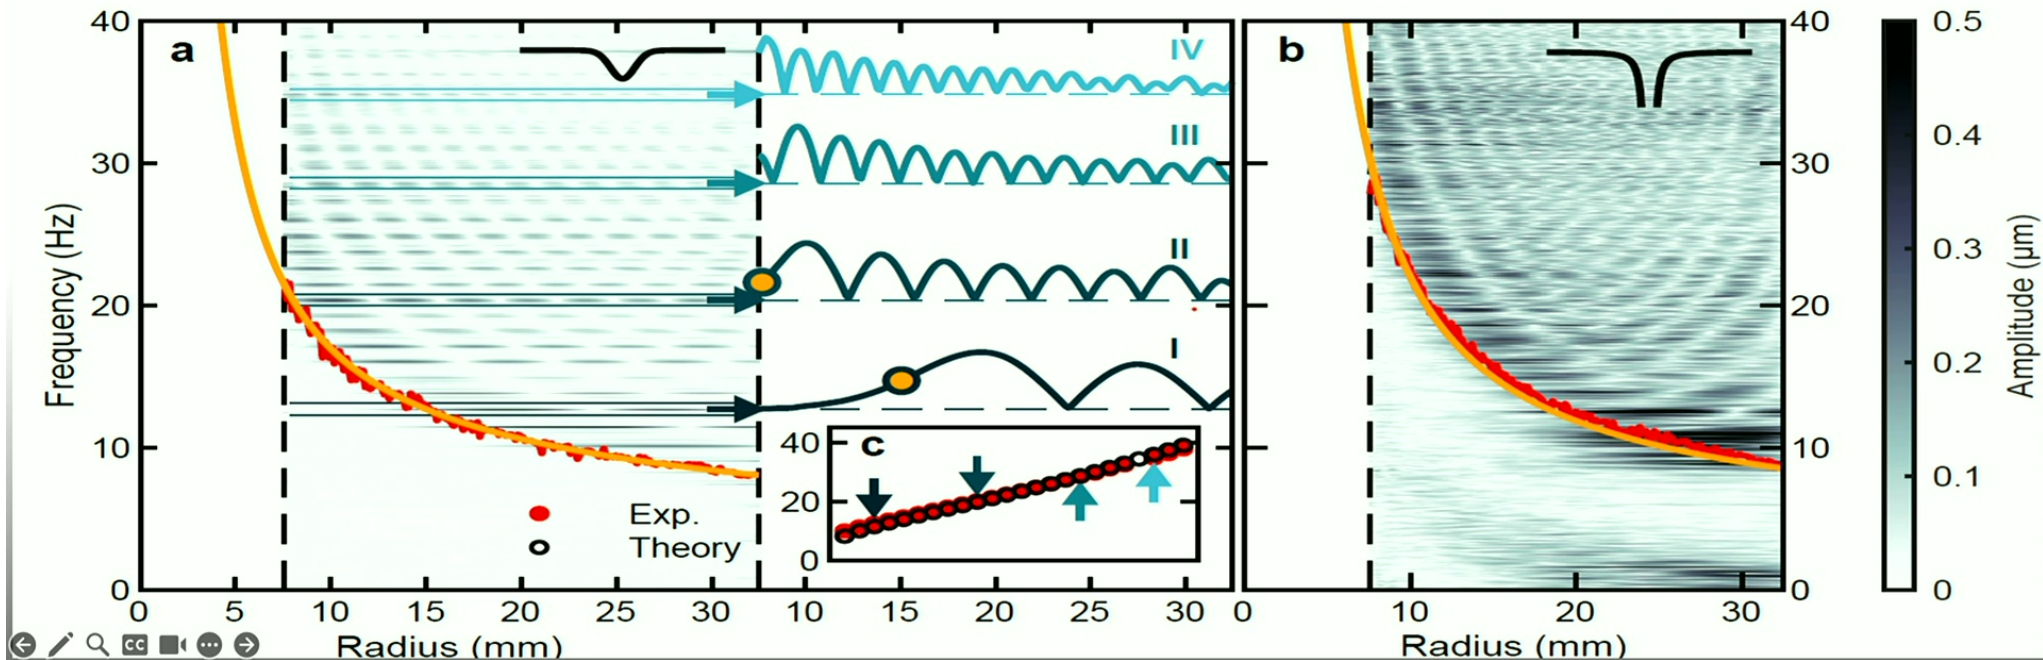 a
b
c
IV
III
II
I
Frequency (Hz)
40
30
20
10
0
0 5 10 15 20 25 30 10 15 20 25 30
Radius (mm)
Exp.
Theory
40
20
0
0 10 20 30
Radius (mm)
40
30
20
10
0
0.5
0.4
0.3
0.2
0.1
0
Amplitude (μm)
CC